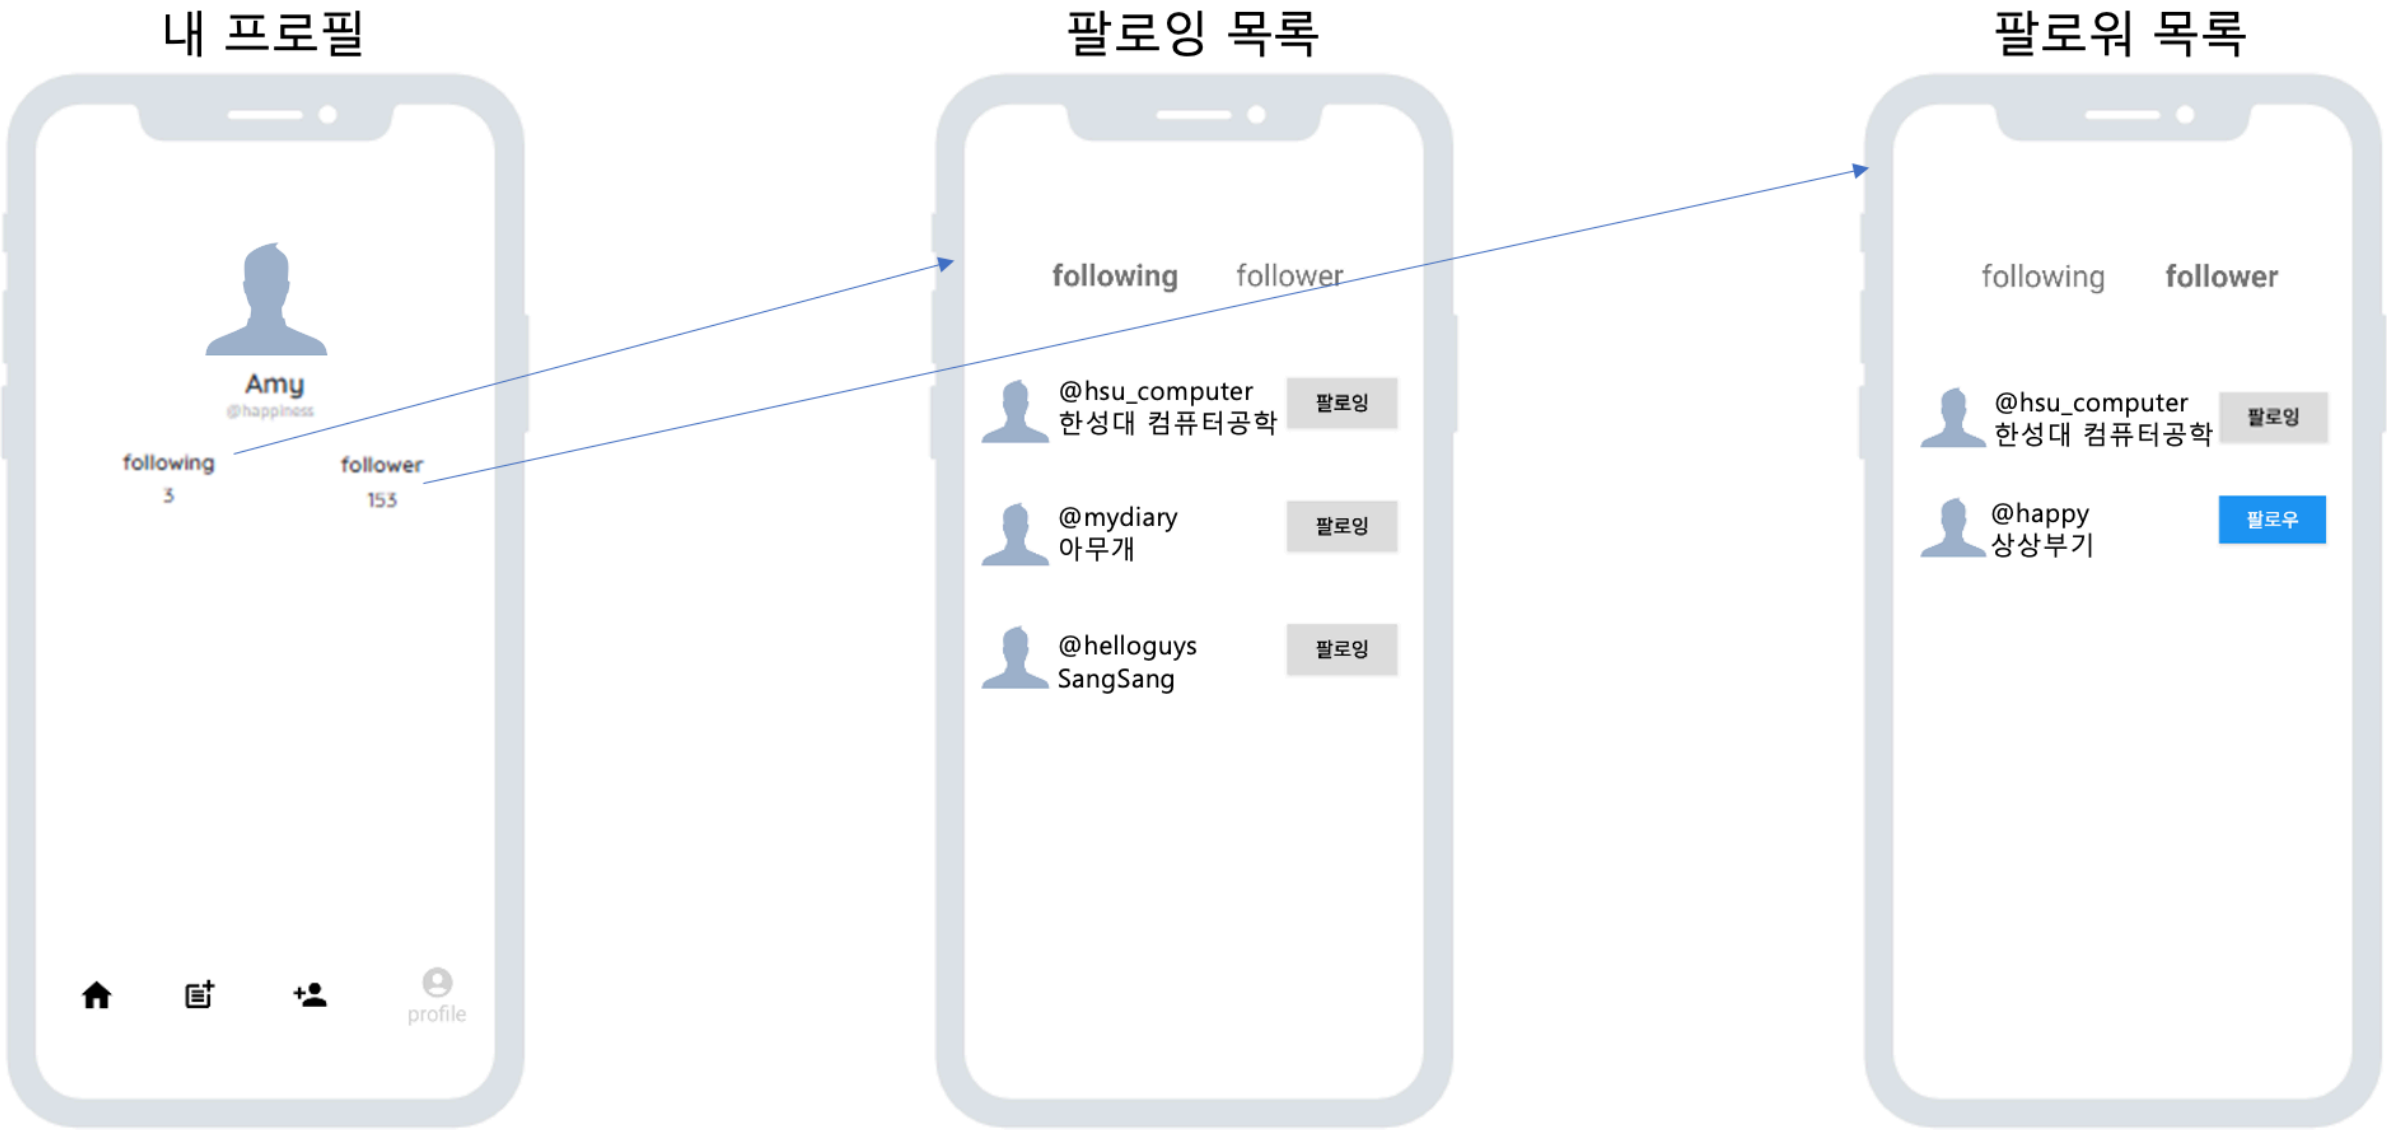 내 프로필
Amy
@happiness
following
3
follower
153
profile
팔로잉 목록
following
follower
@hsu_computer
한성대 컴퓨터공학
팔로잉
@mydiary
아무개
팔로잉
@helloguys
SangSang
팔로잉
팔로워 목록
following
follower
@hsu_computer
한성대 컴퓨터공학
팔로잉
@happy
상상부기
팔로우